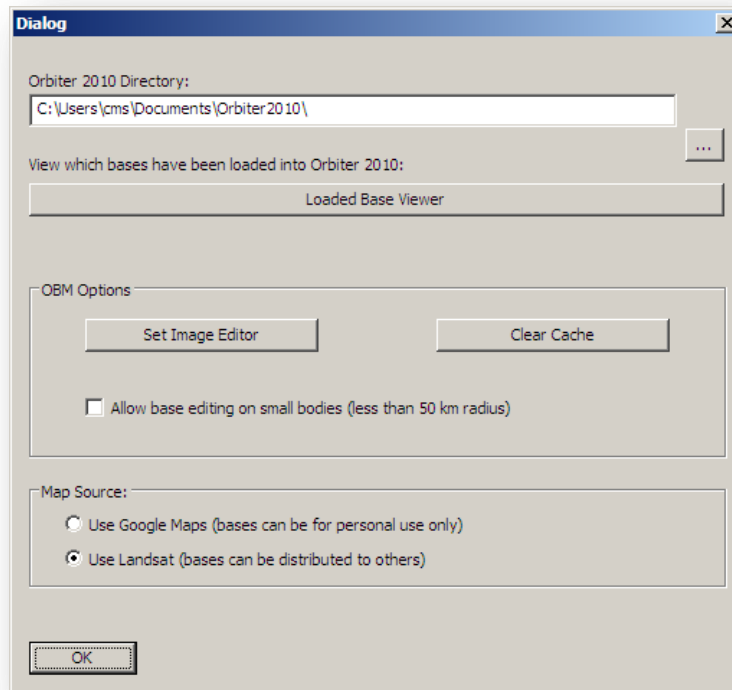 Dialog
Orbiter 2010 Directory:
C:\Users\cms\Documents\Orbiter2010\
...
View which bases have been loaded into Orbiter 2010:
Loaded Base Viewer
OBM Options
Set Image Editor
Clear Cache
Allow base editing on small bodies (less than 50 km radius)
Map Source:
Use Google Maps (bases can be for personal use only)
Use Landsat (bases can be distributed to others)
OK